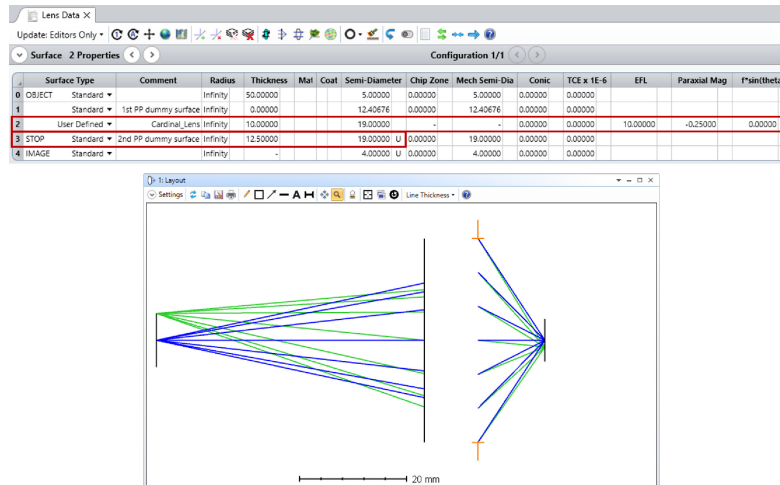 Lens Data
Update: Editors Only
Surface 2 Properties Configuration 1/1
Surface Type Comment Radius Thickness Mat Coat Semi-Diameter Chip Zone Mech Semi-Dia Conic TCE x 1E-6 EFL Paraxial Mag f*sin(theta
0 OBJECT Standard Infinity 50.00000 5.00000 0.00000 5.00000 0.00000 0.00000
1 Standard 1st PP dummy surface Infinity 0.00000 12.40676 0.00000 12.40676 0.00000 0.00000
2 User Defined Cardinal_Lens Infinity 10.00000 19.00000 - - 0.00000 0.00000 10.00000 -0.25000 0.00000
3 STOP Standard 2nd PP dummy surface Infinity 12.50000 19.00000 U 0.00000 19.00000 0.00000 0.00000
4 IMAGE Standard Infinity - 4.00000 U 0.00000 4.00000 0.00000 0.00000
1: Layout
Settings Line Thickness
20 mm